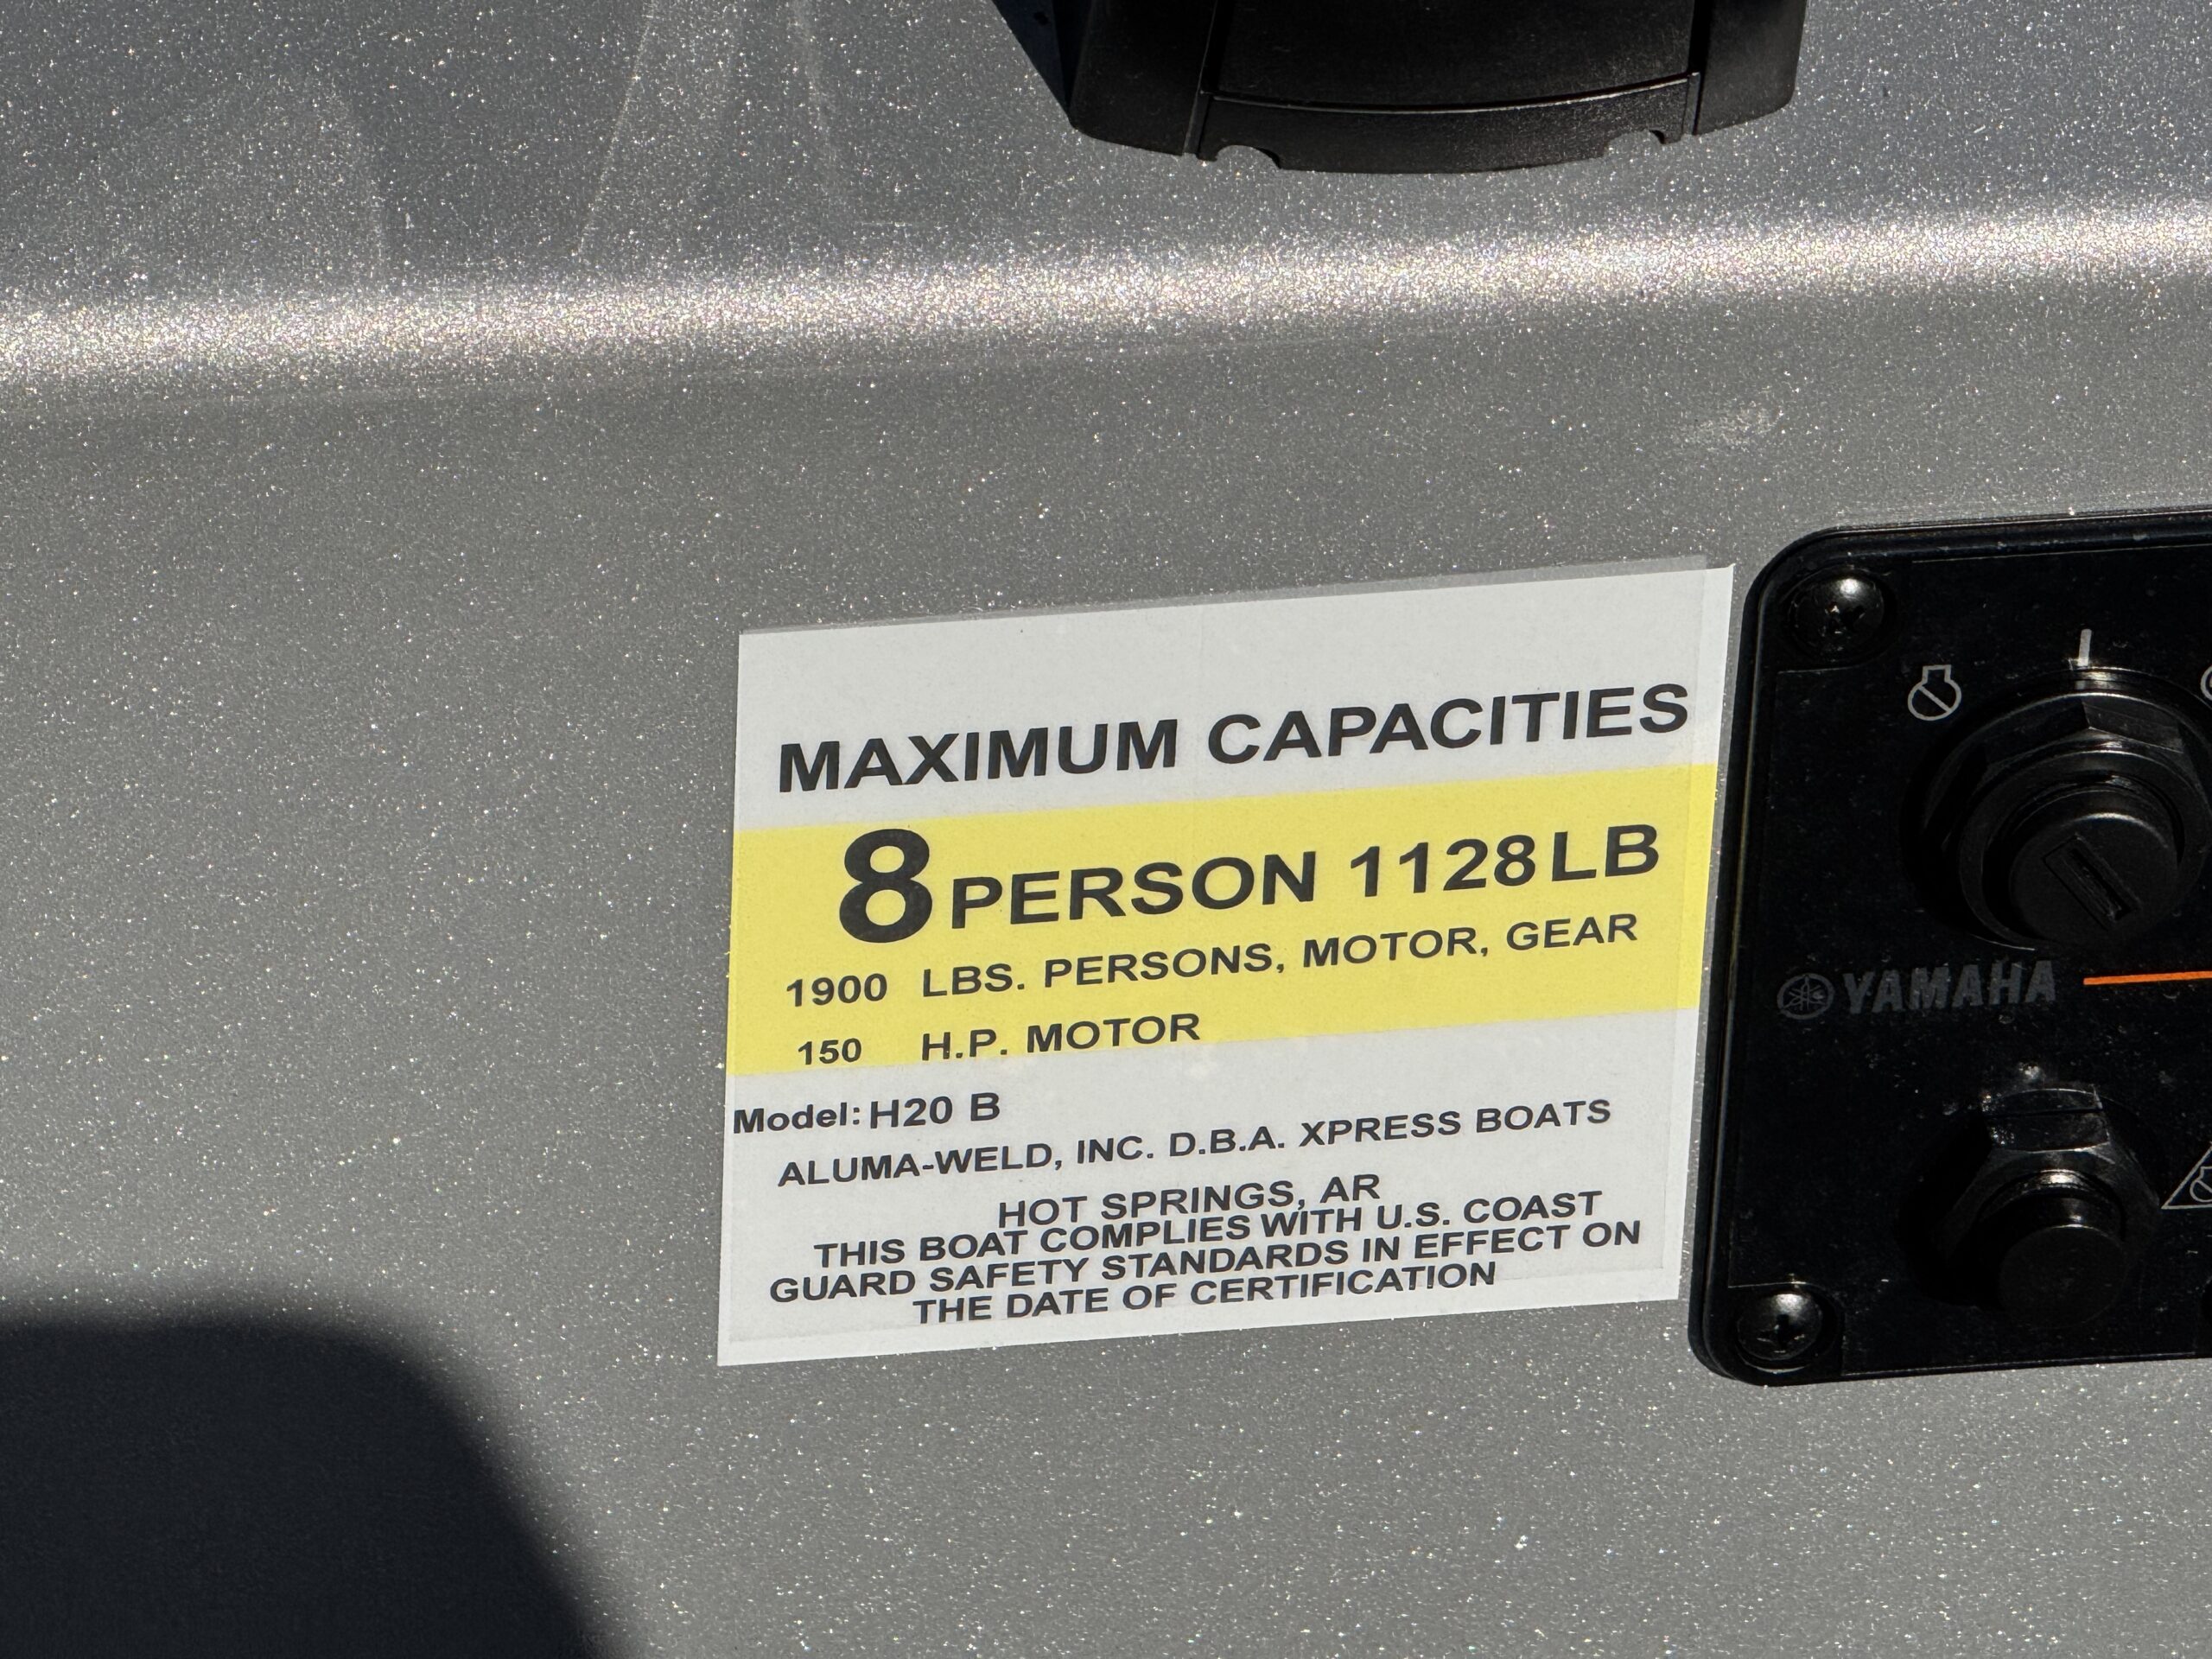 MAXIMUM CAPACITIES
8 PERSON 1128 LB
1900 LBS. PERSONS, MOTOR, GEAR
150 H.P. MOTOR
Model: H20 B
ALUMA-WELD, INC. D.B.A. XPRESS BOATS
HOT SPRINGS, AR
THIS BOAT COMPLIES WITH U.S. COAST
GUARD SAFETY STANDARDS IN EFFECT ON
THE DATE OF CERTIFICATION
YAMAHA